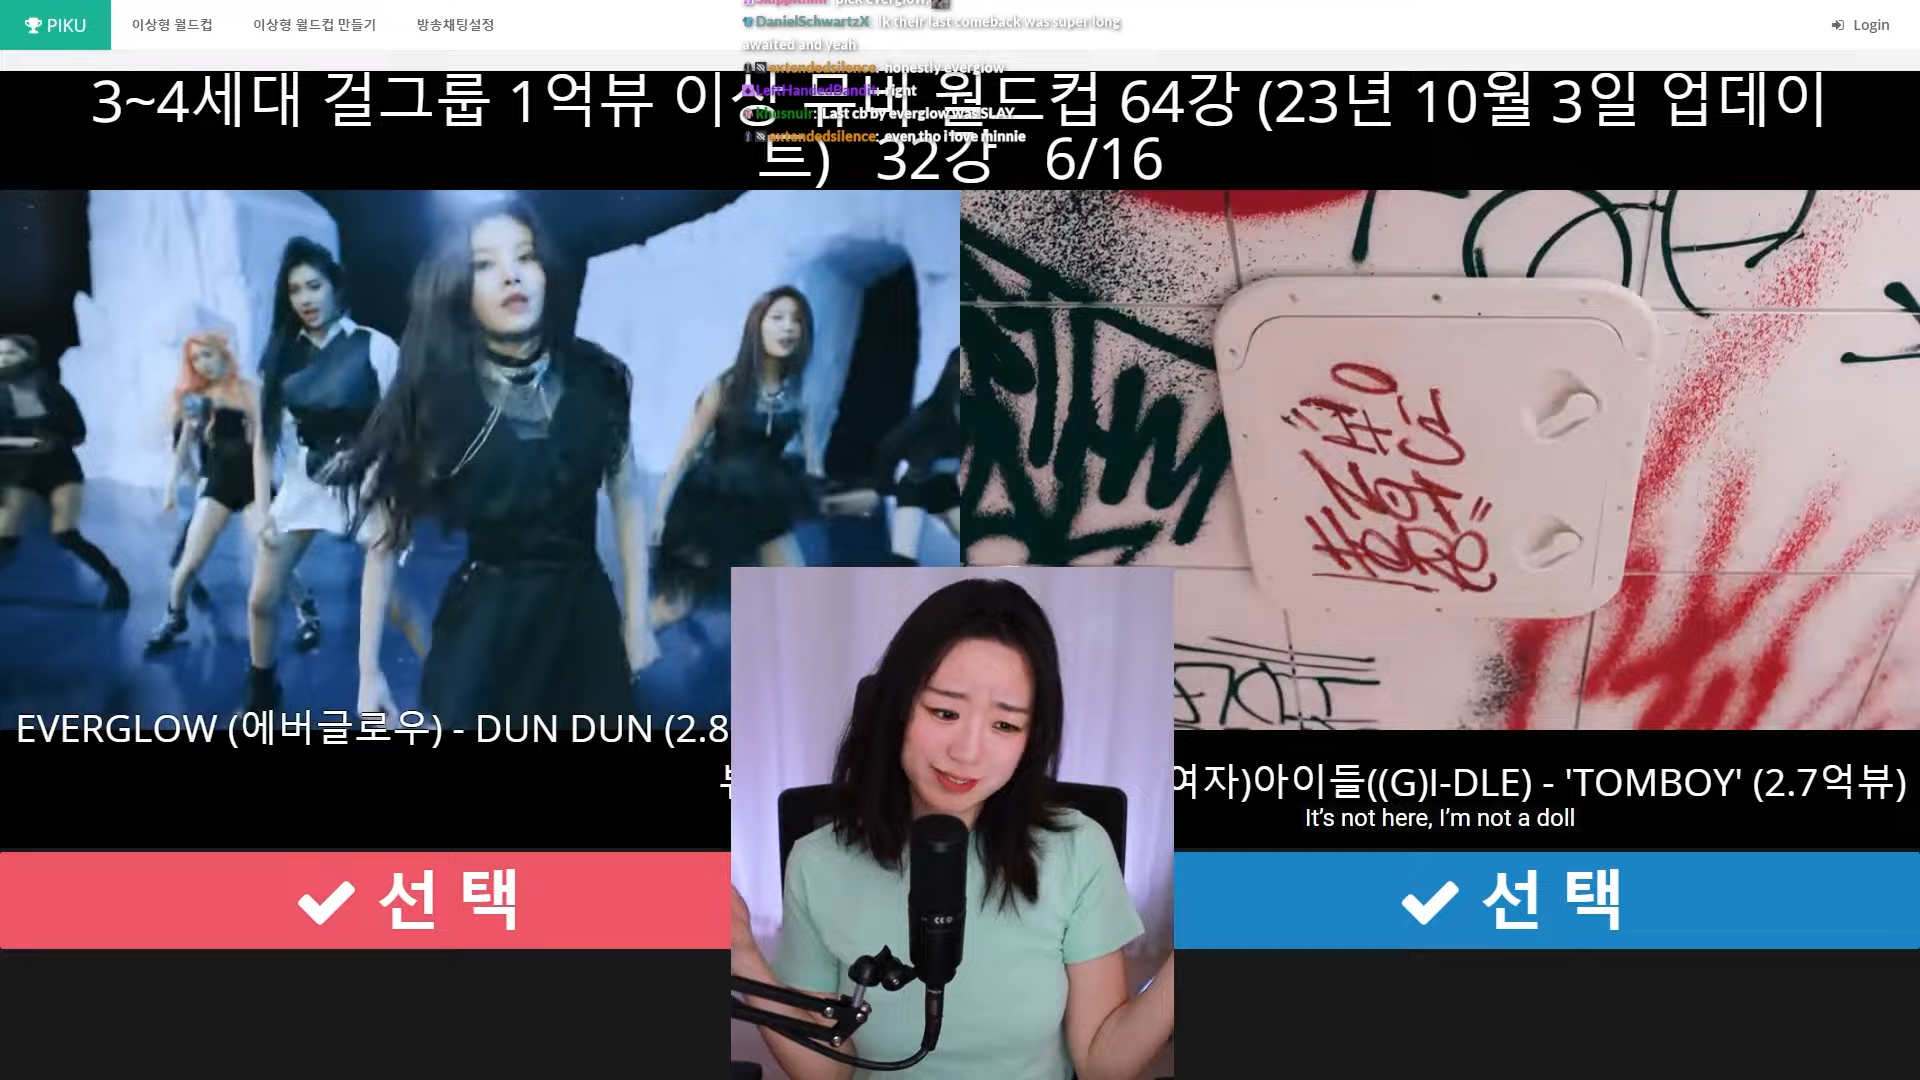 PIKU 이상형 월드컵 이상형 월드컵 만들기 방송채팅설정 Login
pick everglow
DanielSchwartzX Ik their last comeback was super long
awaited and yeah
extendedsilence: honestly everglow
LeftHandedBandit: right
khusnulr: Last cb by everglow was SLAY
extendedsilence: even tho i love minnie
3~4세대 걸그룹 1억뷰 이상 뮤비 월드컵 64강 (23년 10월 3일 업데이
트) 32강 6/16
"It's
Not
Here"
EVERGLOW (에버글로우) - DUN DUN (2.8
여자)아이들((G)I-DLE) - 'TOMBOY' (2.7억뷰)
It’s not here, I’m not a doll
선 택
선 택